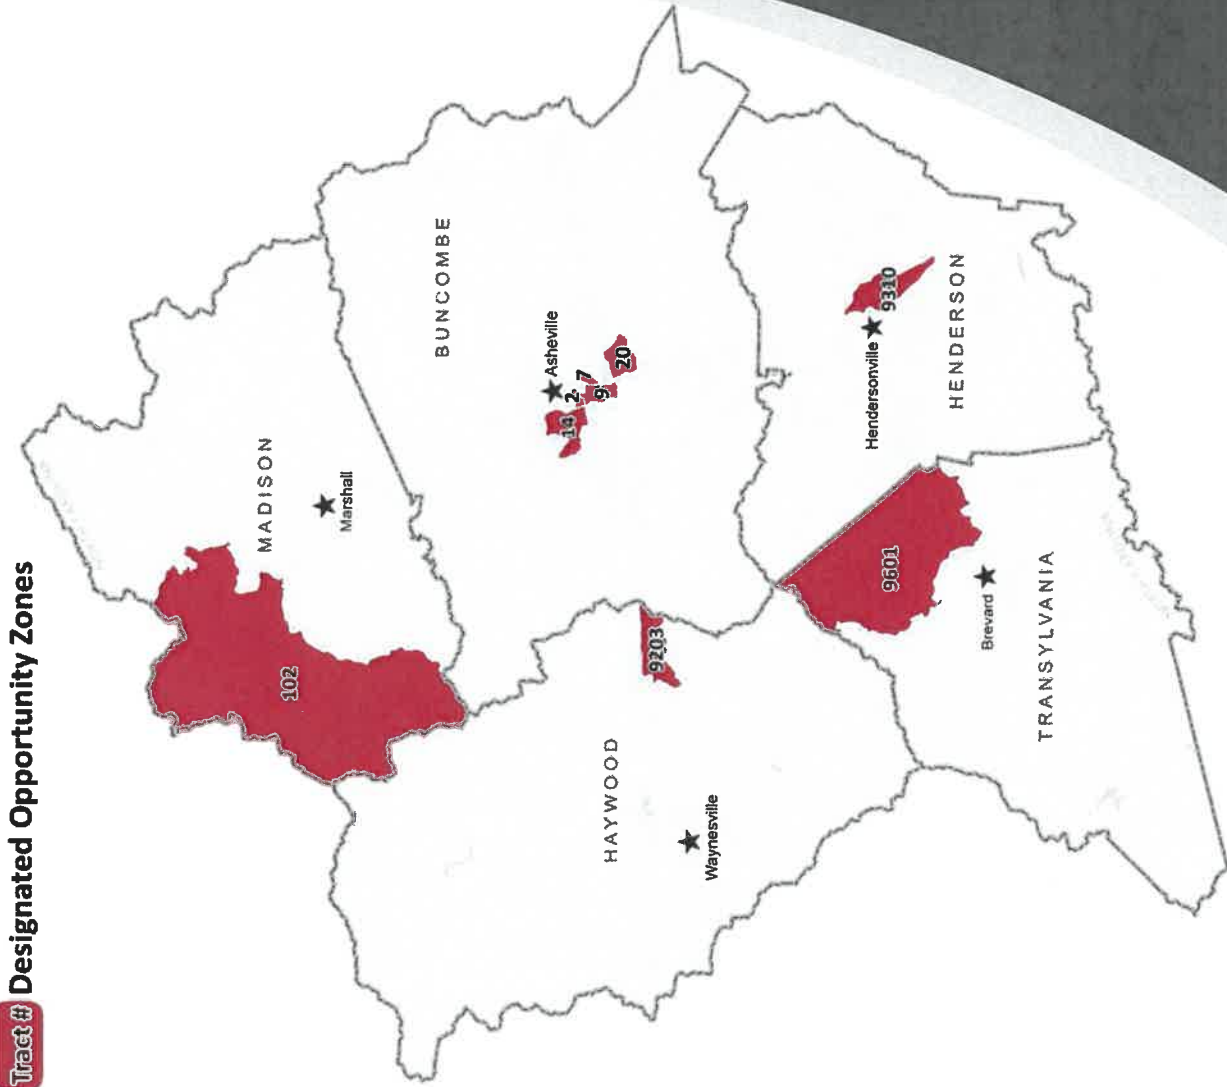 Tract # Designated Opportunity Zones
102
MADISON
Marshall
BUNCOMBE
Asheville
14
2
7
9
20
HAYWOOD
9203
Waynesville
9601
Hendersonville
9310
HENDERSON
Brevard
TRANSYLVANIA